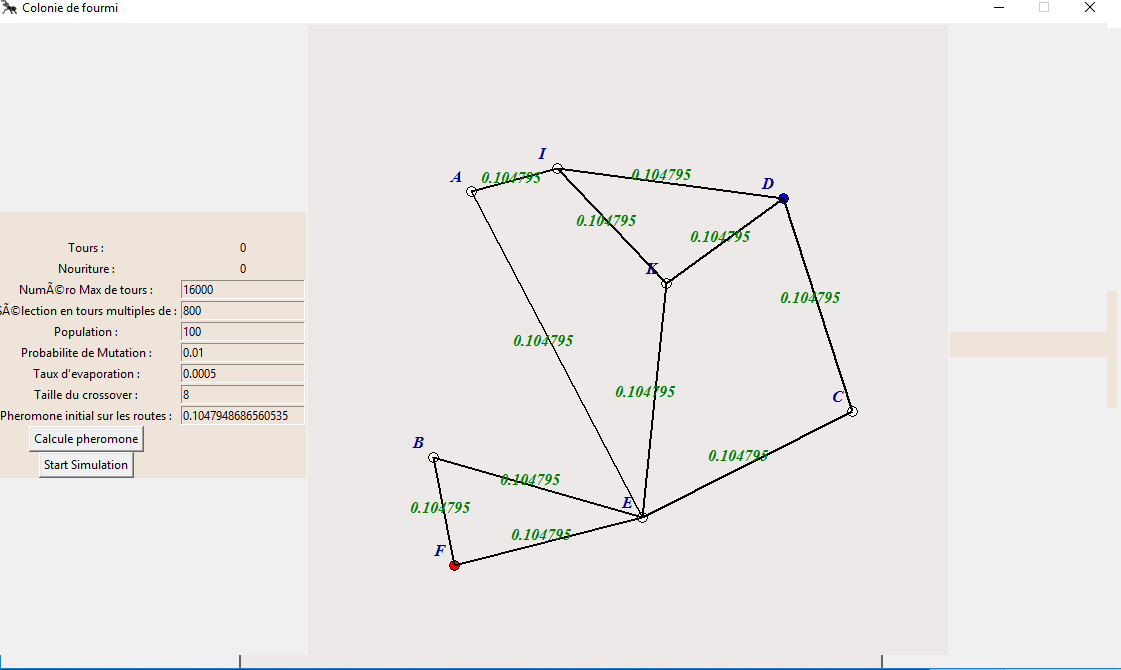 Colonie de fourmi
Tours : 0
Nouriture : 0
NumÃ©ro Max de tours : 16000
SÃ©lection en tours multiples de : 800
Population : 100
Probabilite de Mutation : 0.01
Taux d'evaporation : 0.0005
Taille du crossover : 8
Pheromone initial sur les routes : 0.1047948686560535
Calcule pheromone
Start Simulation
I
A
0.104795
0.104795
D
0.104795
0.104795
K
0.104795
0.104795
0.104795
C
B
0.104795
0.104795
E
0.104795
0.104795
F